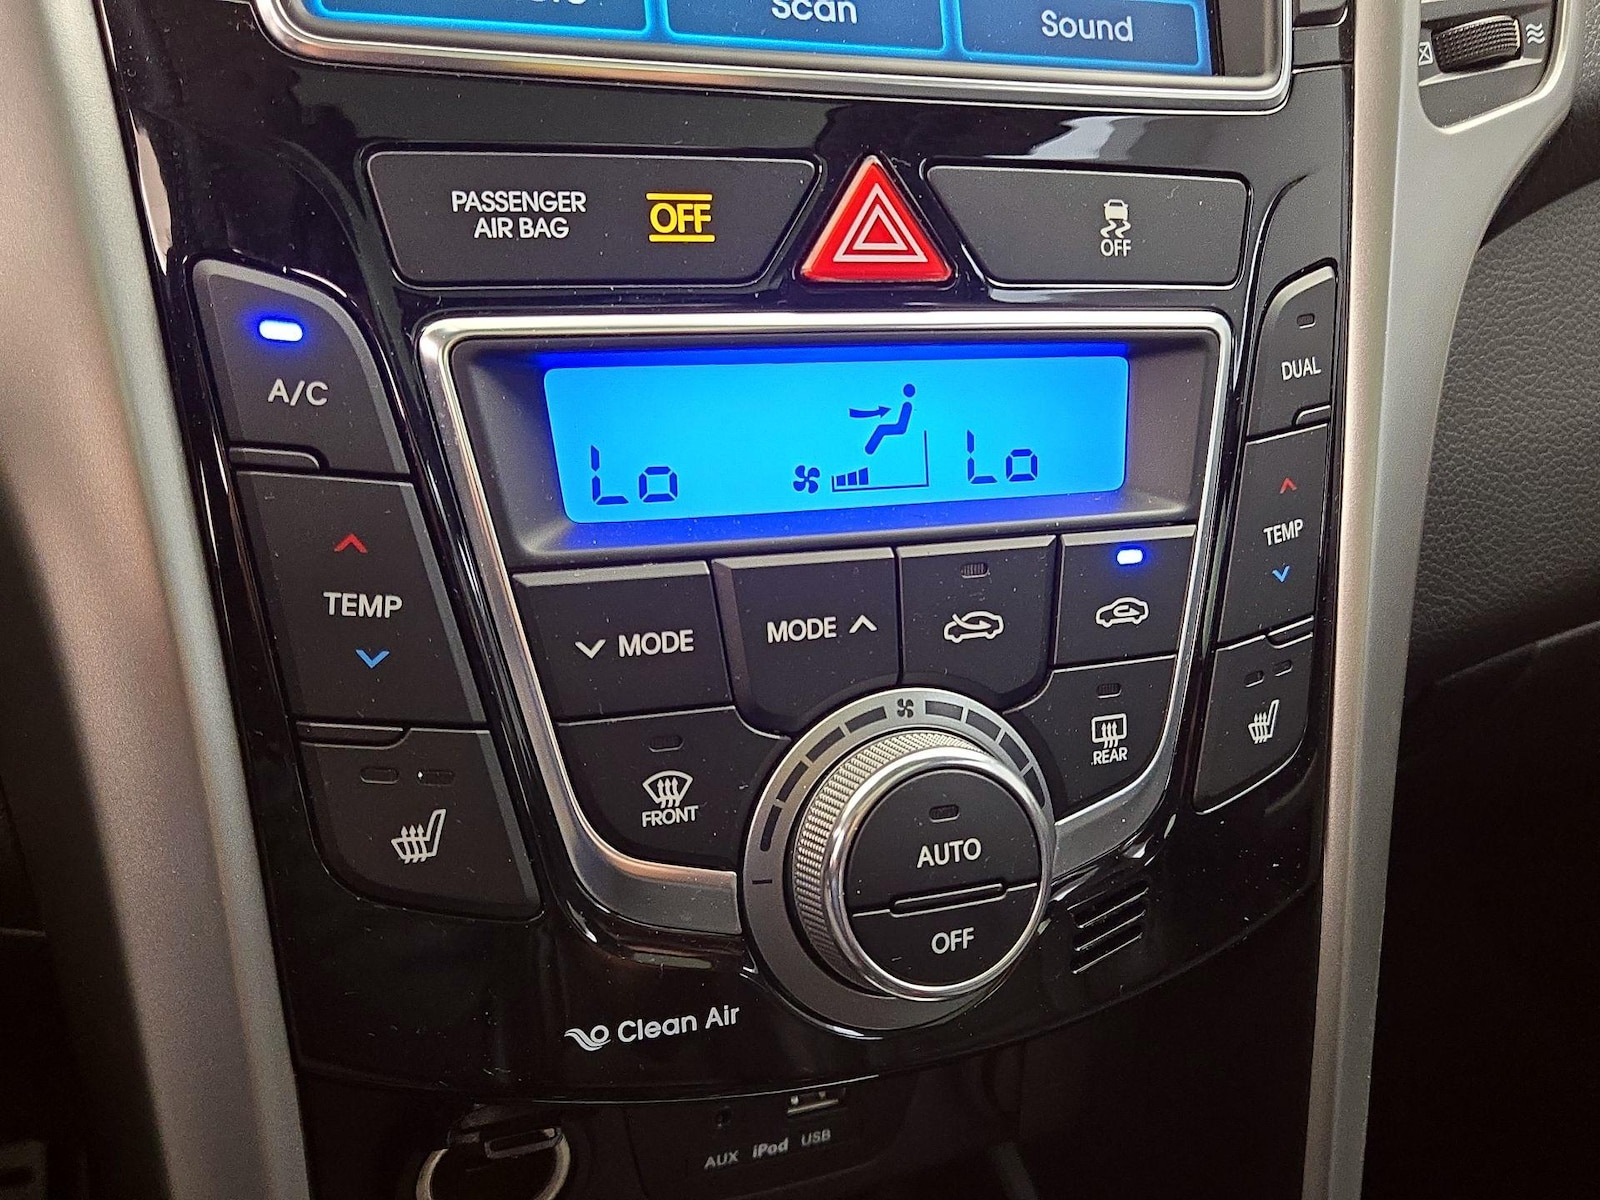 Scan
Sound
PASSENGER
AIR BAG
OFF
OFF
A/C
DUAL
Lo
Lo
TEMP
TEMP
MODE
MODE
FRONT
REAR
AUTO
OFF
Clean Air
AUX iPod USB